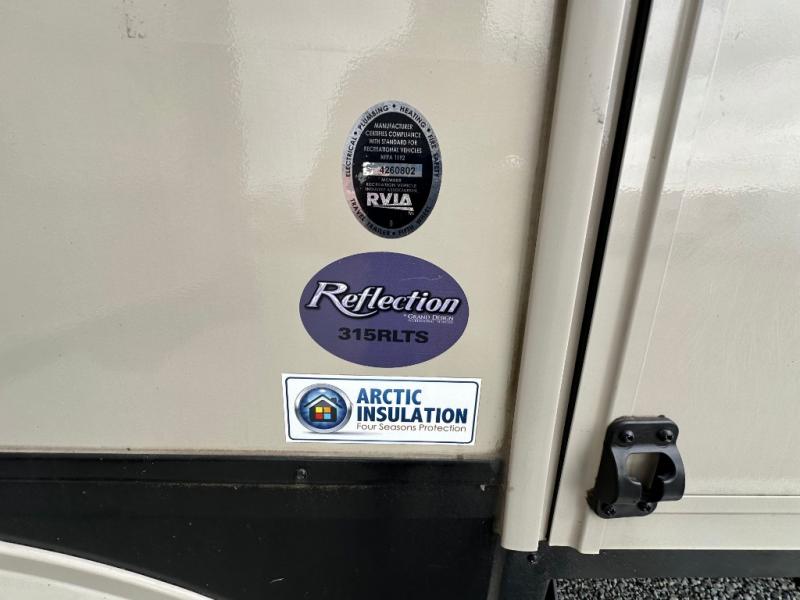 ELECTRICAL • PLUMBING • HEATING • FIRE SAFETY
MANUFACTURER
CERTIFIES COMPLIANCE
WITH STANDARD FOR
RECREATIONAL VEHICLES
NFPA 1192
4260802
MEMBER
RECREATION VEHICLE
INDUSTRY ASSOCIATION
RVIA
TRAVEL TRAILER • FIFTH WHEEL
Reflection
GRAND DESIGN
315RLTS
ARCTIC
INSULATION
Four Seasons Protection